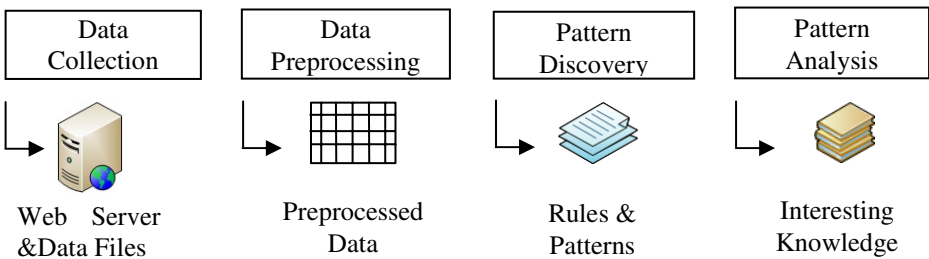 Data
Collection
Data
Preprocessing
Pattern
Discovery
Pattern
Analysis
Web Server
&Data Files
Preprocessed
Data
Rules &
Patterns
Interesting
Knowledge